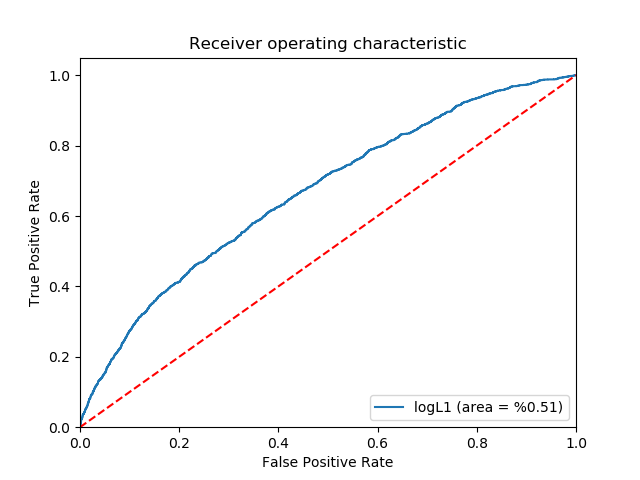 Receiver operating characteristic
1.0
0.8
0.6
0.4
0.2
0.0
True Positive Rate
logL1 (area = %0.51)
0.0 0.2 0.4 0.6 0.8 1.0
False Positive Rate